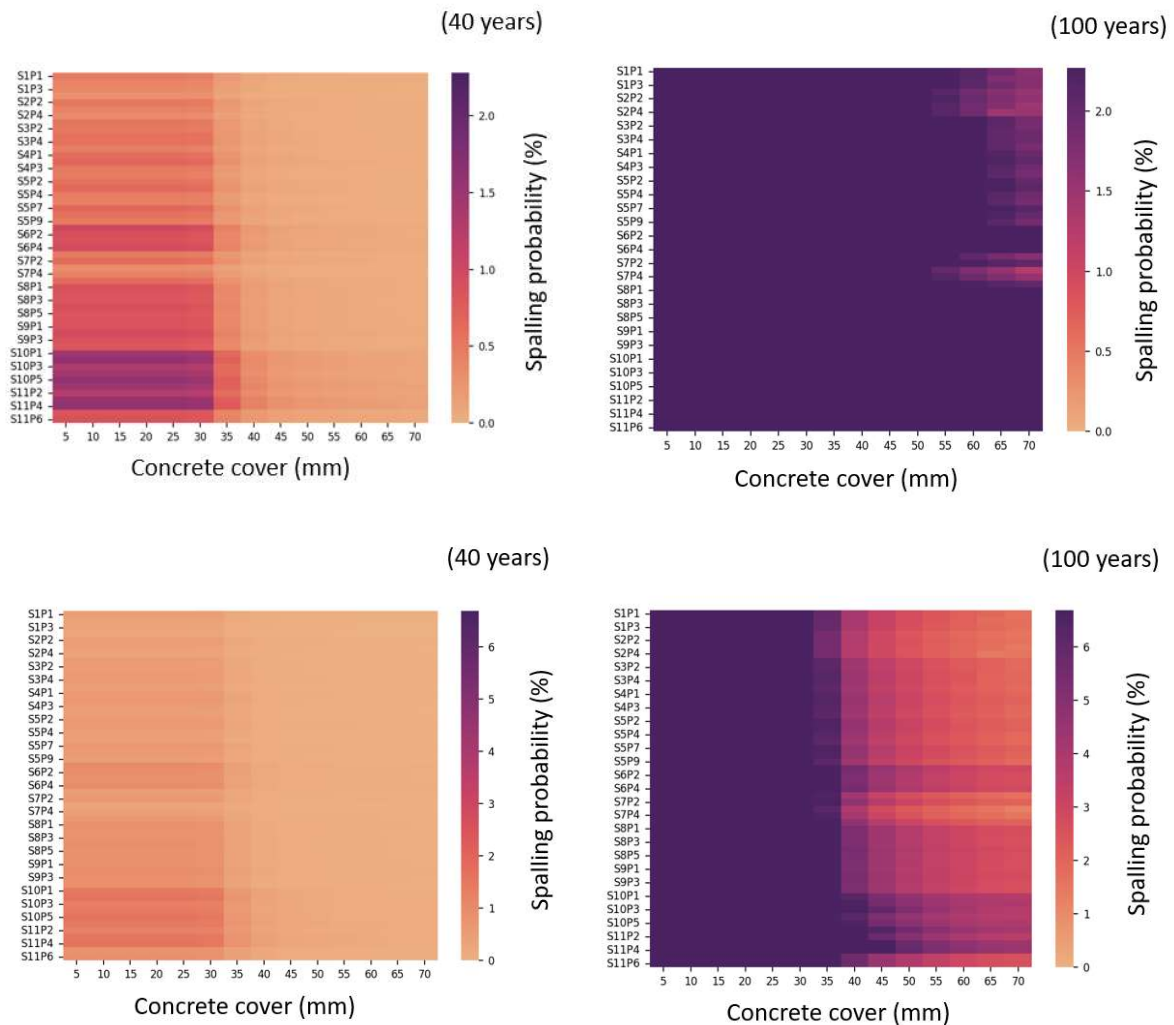 (40 years)
S1P1
S1P3
S2P2
S2P4
S3P2
S3P4
S4P1
S4P3
S5P2
S5P4
S5P7
S5P9
S6P2
S6P4
S7P2
S7P4
S8P1
S8P3
S8P5
S9P1
S9P3
S10P1
S10P3
S10P5
S11P2
S11P4
S11P6
5 10 15 20 25 30 35 40 45 50 55 60 65 70
Concrete cover (mm)
2.0
1.5
1.0
0.5
0.0
Spalling probability (%)
(100 years)
S1P1
S1P3
S2P2
S2P4
S3P2
S3P4
S4P1
S4P3
S5P2
S5P4
S5P7
S5P9
S6P2
S6P4
S7P2
S7P4
S8P1
S8P3
S8P5
S9P1
S9P3
S10P1
S10P3
S10P5
S11P2
S11P4
S11P6
5 10 15 20 25 30 35 40 45 50 55 60 65 70
Concrete cover (mm)
2.0
1.5
1.0
0.5
0.0
Spalling probability (%)
(40 years)
S1P1
S1P3
S2P2
S2P4
S3P2
S3P4
S4P1
S4P3
S5P2
S5P4
S5P7
S5P9
S6P2
S6P4
S7P2
S7P4
S8P1
S8P3
S8P5
S9P1
S9P3
S10P1
S10P3
S10P5
S11P2
S11P4
S11P6
5 10 15 20 25 30 35 40 45 50 55 60 65 70
Concrete cover (mm)
6
5
4
3
2
1
0
Spalling probability (%)
(100 years)
S1P1
S1P3
S2P2
S2P4
S3P2
S3P4
S4P1
S4P3
S5P2
S5P4
S5P7
S5P9
S6P2
S6P4
S7P2
S7P4
S8P1
S8P3
S8P5
S9P1
S9P3
S10P1
S10P3
S10P5
S11P2
S11P4
S11P6
5 10 15 20 25 30 35 40 45 50 55 60 65 70
Concrete cover (mm)
6
5
4
3
2
1
0
Spalling probability (%)